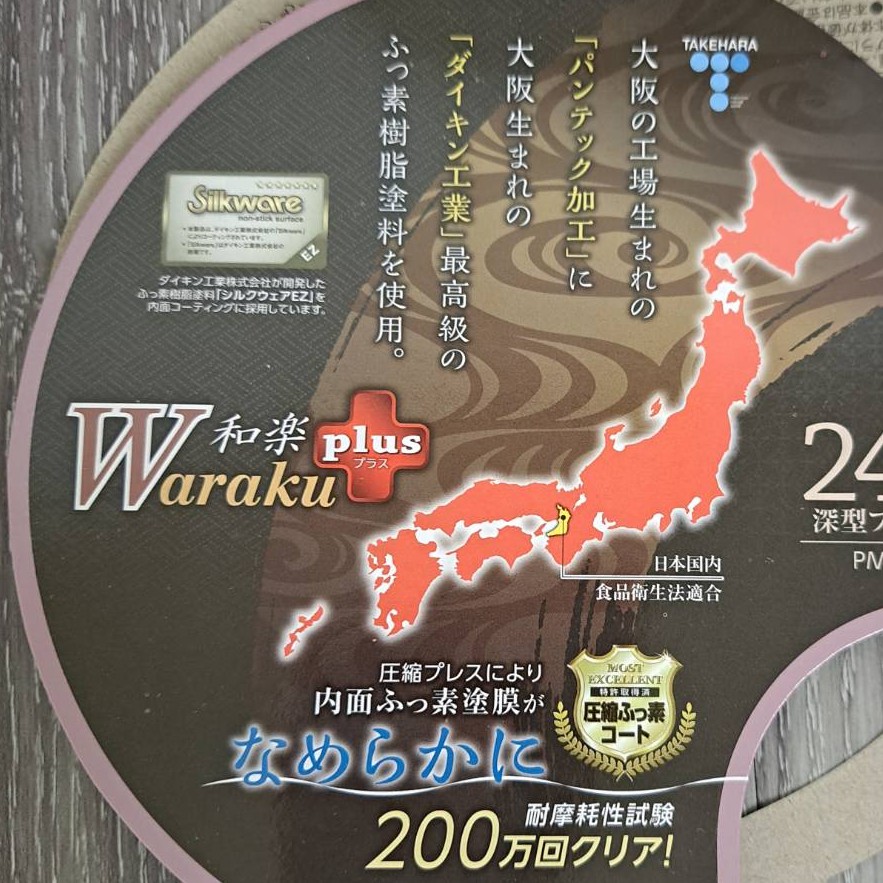 TAKEHARA
大阪の工場生まれの
「パンテック加工」に
大阪生まれの
「ダイキン工業」最高級の
ふっ素樹脂塗料を使用。
Silkware
non-stick surface
EZ
ダイキン工業株式会社が開発した
ふっ素樹脂塗料「シルクウェアEZ」を
内面コーティングに採用しています。
和楽
Waraku
plus
プラス
24
深型フ
PM
日本国内
食品衛生法適合
圧縮プレスにより
内面ふっ素塗膜が
なめらかに
MOST
EXCELLENT
特許取得済
圧縮ふっ素
コート
耐摩耗性試験
200万回クリア!